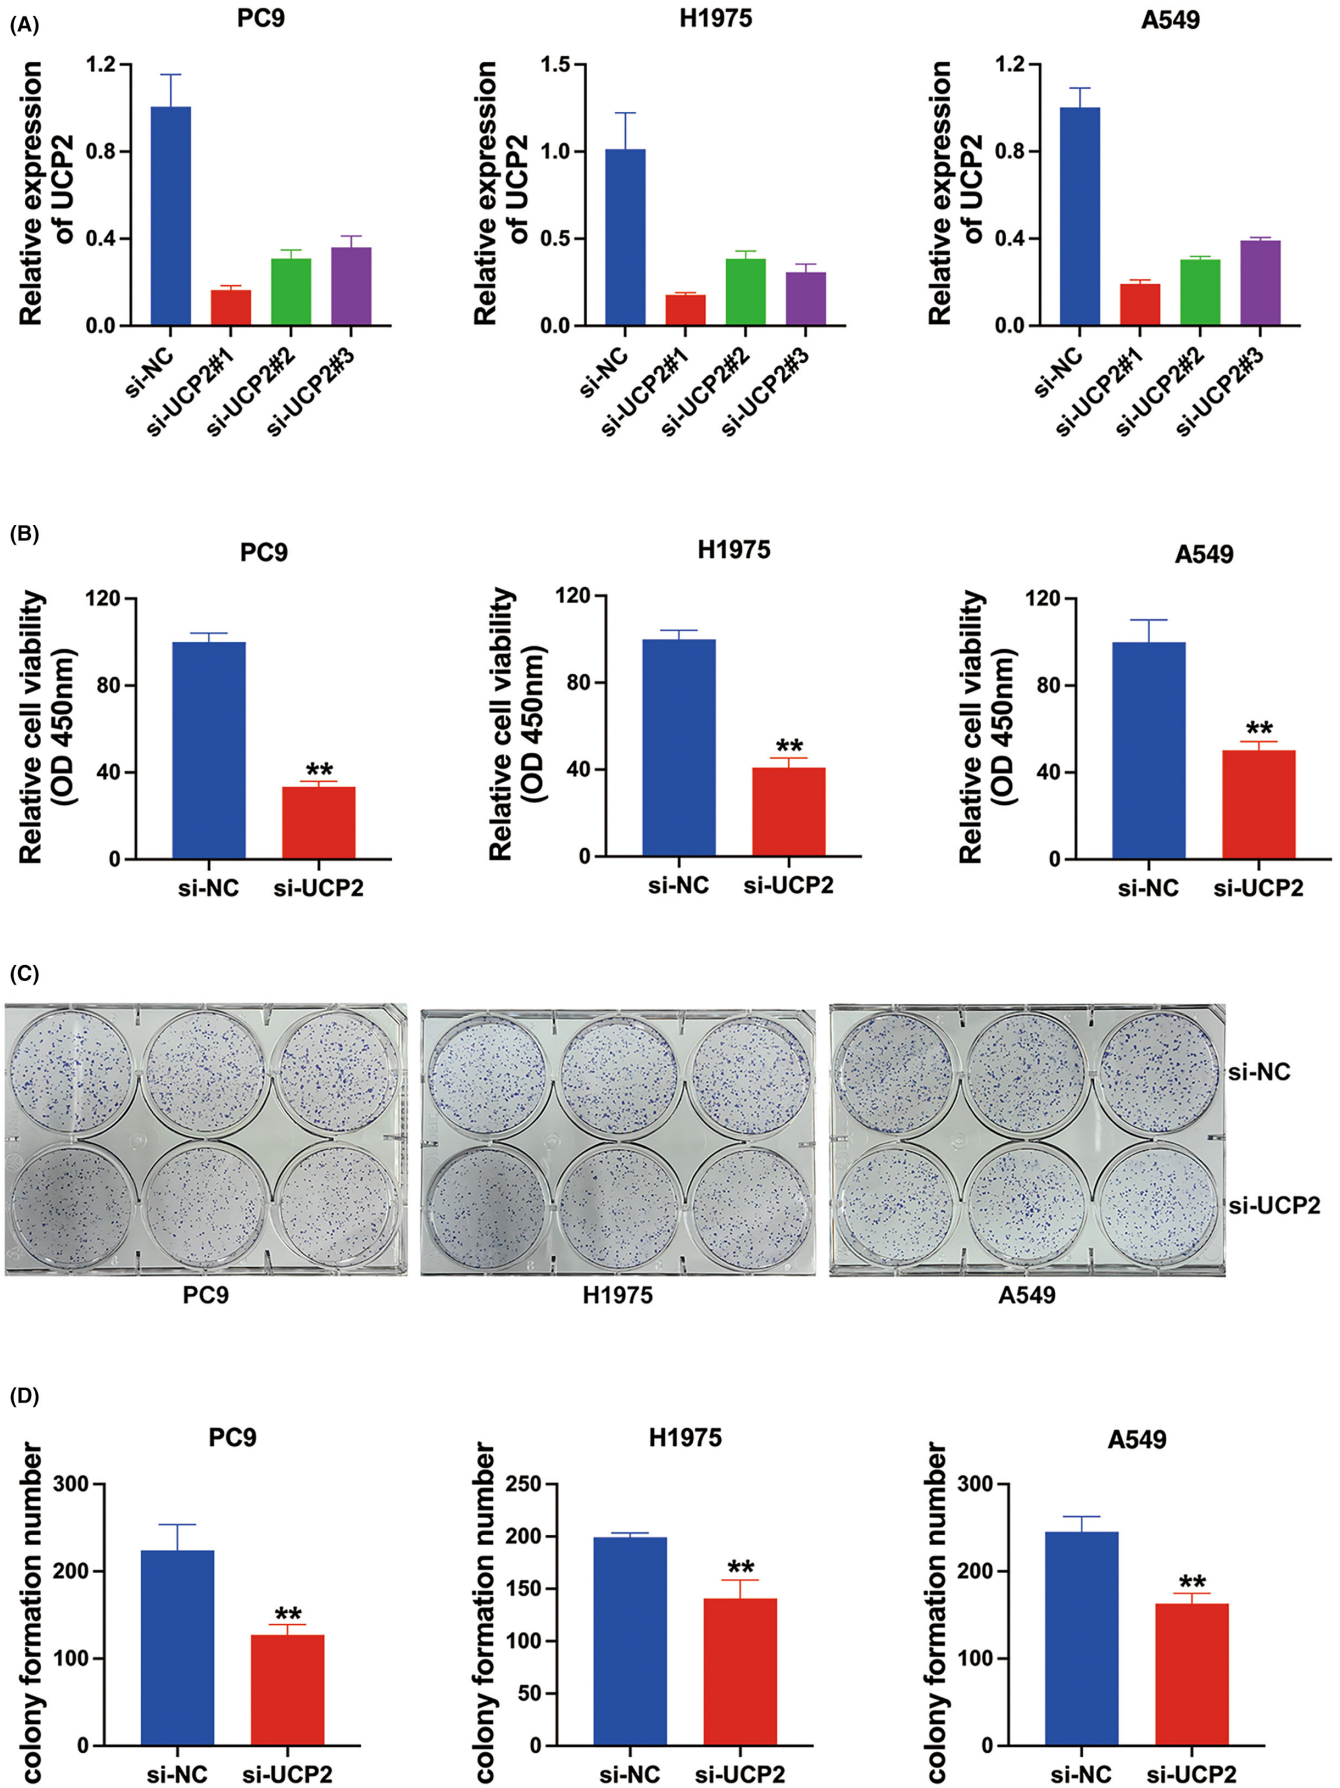 (A)
PC9
H1975
A549
Relative expression
of UCP2
1.2
0.8
0.4
0.0
si-NC
si-UCP2#1
si-UCP2#2
si-UCP2#3
Relative expression
of UCP2
1.5
1.0
0.5
0.0
si-NC
si-UCP2#1
si-UCP2#2
si-UCP2#3
Relative expression
of UCP2
1.2
0.8
0.4
0.0
si-NC
si-UCP2#1
si-UCP2#2
si-UCP2#3
(B)
PC9
H1975
A549
Relative cell viability
(OD 450nm)
120
80
40
0
**
si-NC
si-UCP2
Relative cell viability
(OD 450nm)
120
80
40
0
**
si-NC
si-UCP2
Relative cell viability
(OD 450nm)
120
80
40
0
**
si-NC
si-UCP2
(C)
si-NC
si-UCP2
PC9
H1975
A549
(D)
PC9
H1975
A549
colony formation number
300
200
100
0
**
si-NC
si-UCP2
colony formation number
250
200
150
100
50
0
**
si-NC
si-UCP2
colony formation number
300
200
100
0
**
si-NC
si-UCP2